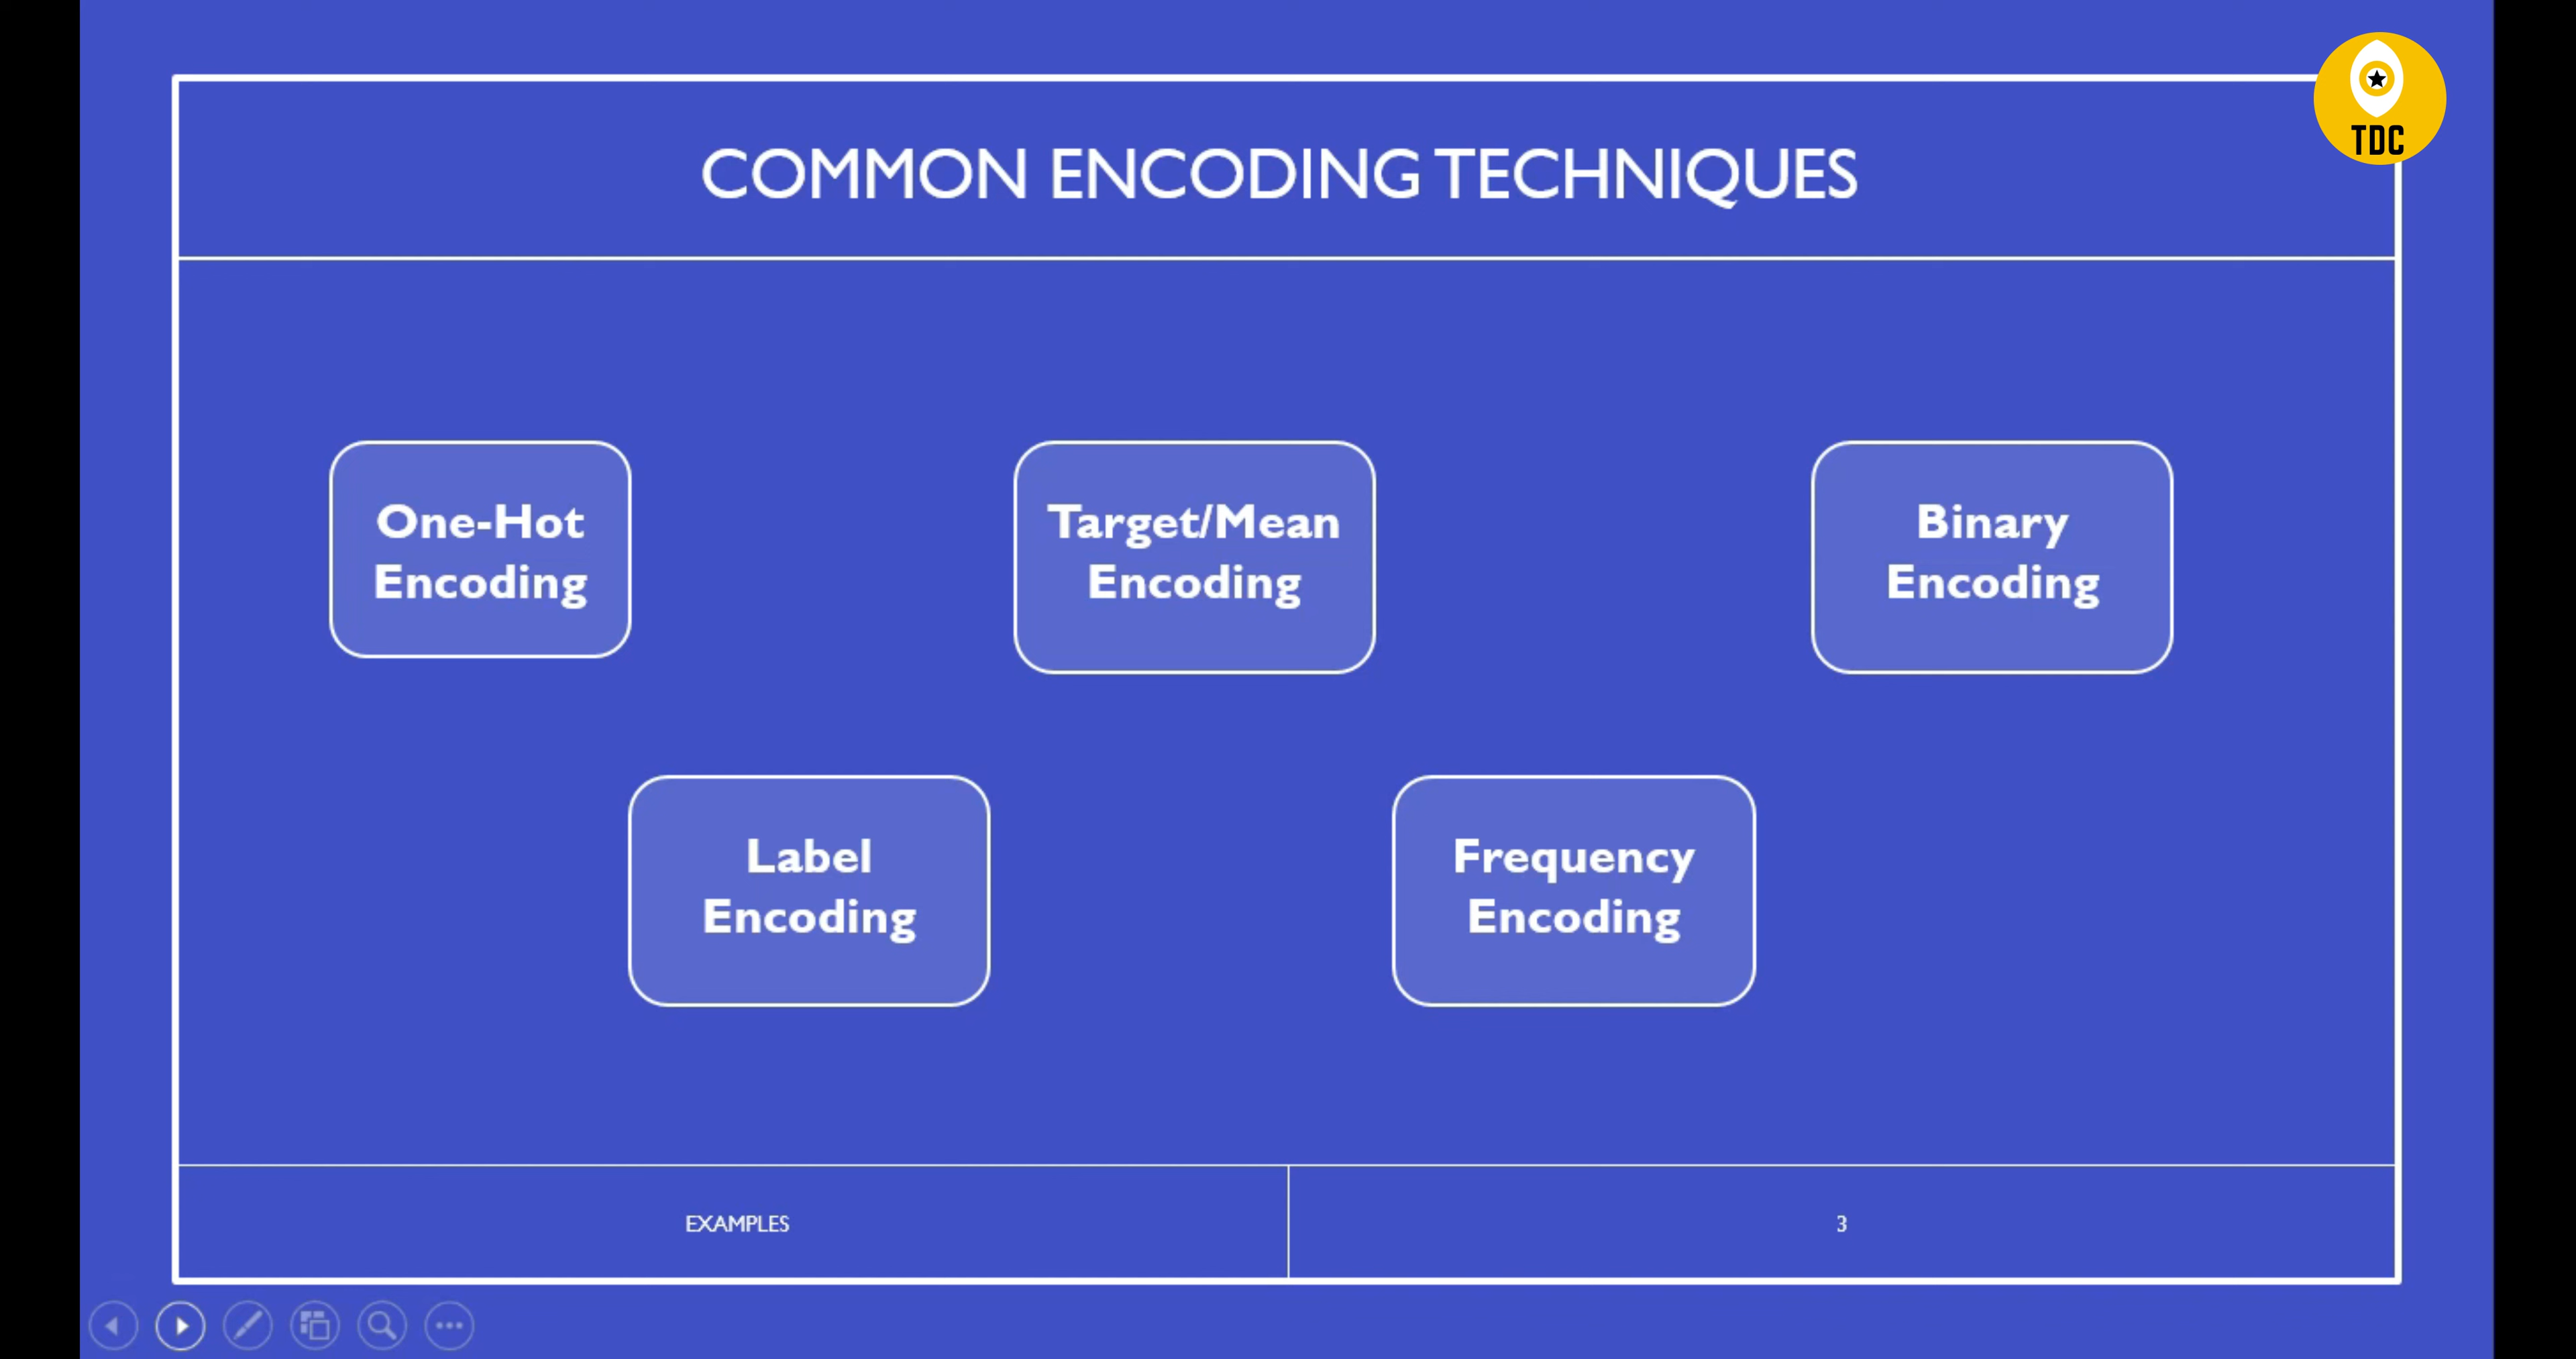 TDC
COMMON ENCODING TECHNIQUES
One-Hot
Encoding
Target/Mean
Encoding
Binary
Encoding
Label
Encoding
Frequency
Encoding
EXAMPLES
3